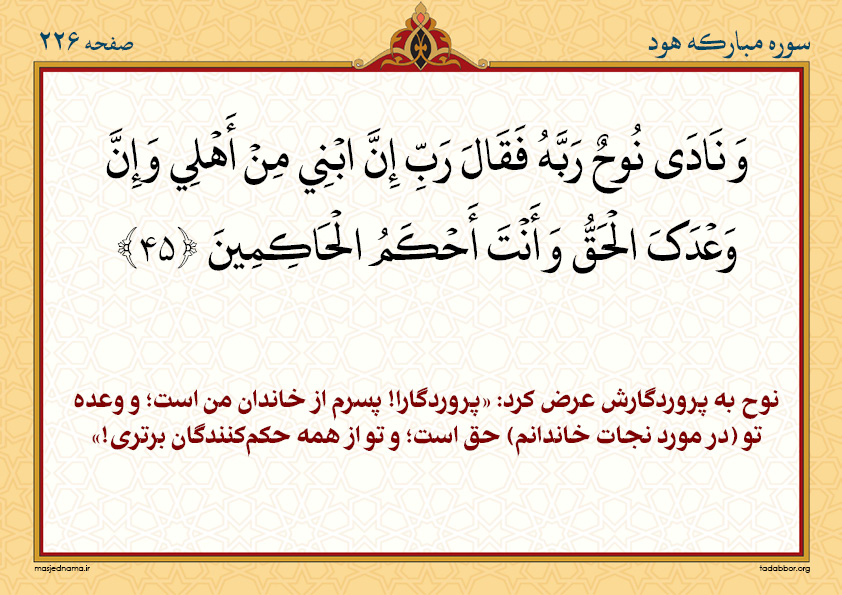 سوره مبارکه هود
صفحه ۲۲۶
وَنَادَى نُوحٌ رَبَّهُ فَقَالَ رَبِّ إِنَّ ابْنِي مِنْ أَهْلِي وَإِنَّ
وَعْدَکَ الْحَقُّ وَأَنْتَ أَحْکَمُ الْحَاکِمِینَ ﴿۴۵﴾
نوح به پروردگارش عرض کرد: «پروردگارا! پسرم از خاندان من است؛ و وعده
تو (در مورد نجات خاندانم) حق است؛ و تو از همه حکم‌کنندگان برتری!»
masjednama.ir
tadabbor.org